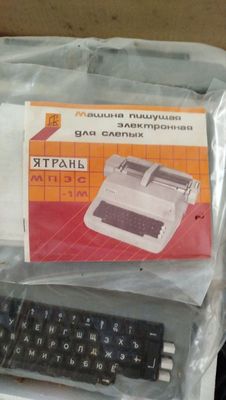 Машина пишущая
электронная
для слепых
ЯТРАНЬ
МПЭС
-1М
Е Н Г Ш Щ З Х Ъ
В А П Р О Л Д Ж Э
С М И Т Ь Б Ю